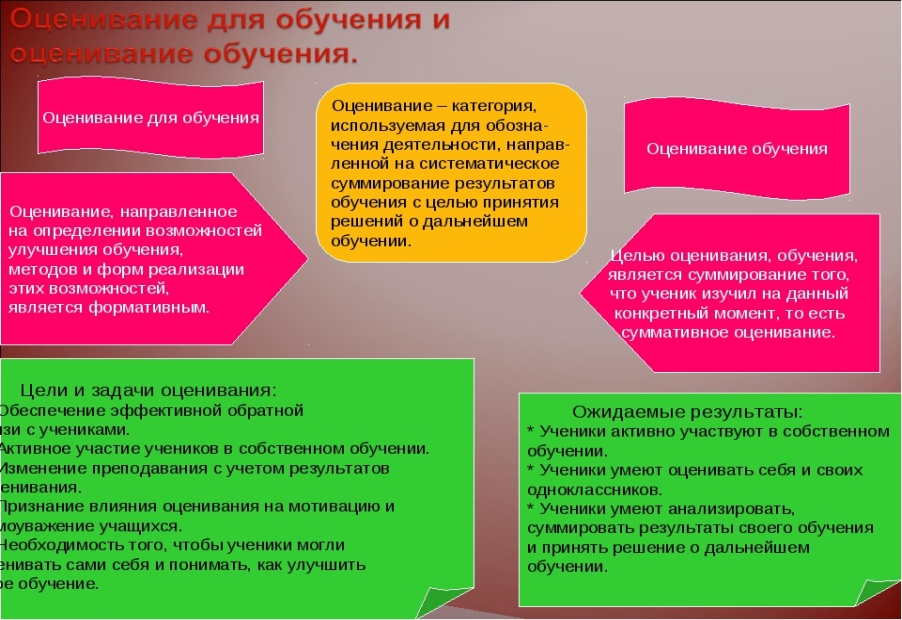 Оценивание для обучения и
оценивание обучения.
Оценивание для обучения
Оценивание – категория,
используемая для обозна-
чения деятельности, направ-
ленной на систематическое
суммирование результатов
обучения с целью принятия
решений о дальнейшем
обучении.
Оценивание обучения
Оценивание, направленное
на определении возможностей
улучшения обучения,
методов и форм реализации
этих возможностей,
является формативным.
Целью оценивания, обучения,
является суммирование того,
что ученик изучил на данный
конкретный момент, то есть
суммативное оценивание.
Цели и задачи оценивания:
Обеспечение эффективной обратной
зи с учениками.
Активное участие учеников в собственном обучении.
Изменение преподавания с учетом результатов
енивания.
Признание влияния оценивания на мотивацию и
моуважение учащихся.
Необходимость того, чтобы ученики могли
енивать сами себя и понимать, как улучшить
ое обучение.
Ожидаемые результаты:
* Ученики активно участвуют в собственном
обучении.
* Ученики умеют оценивать себя и своих
одноклассников.
* Ученики умеют анализировать,
суммировать результаты своего обучения
и принять решение о дальнейшем
обучении.